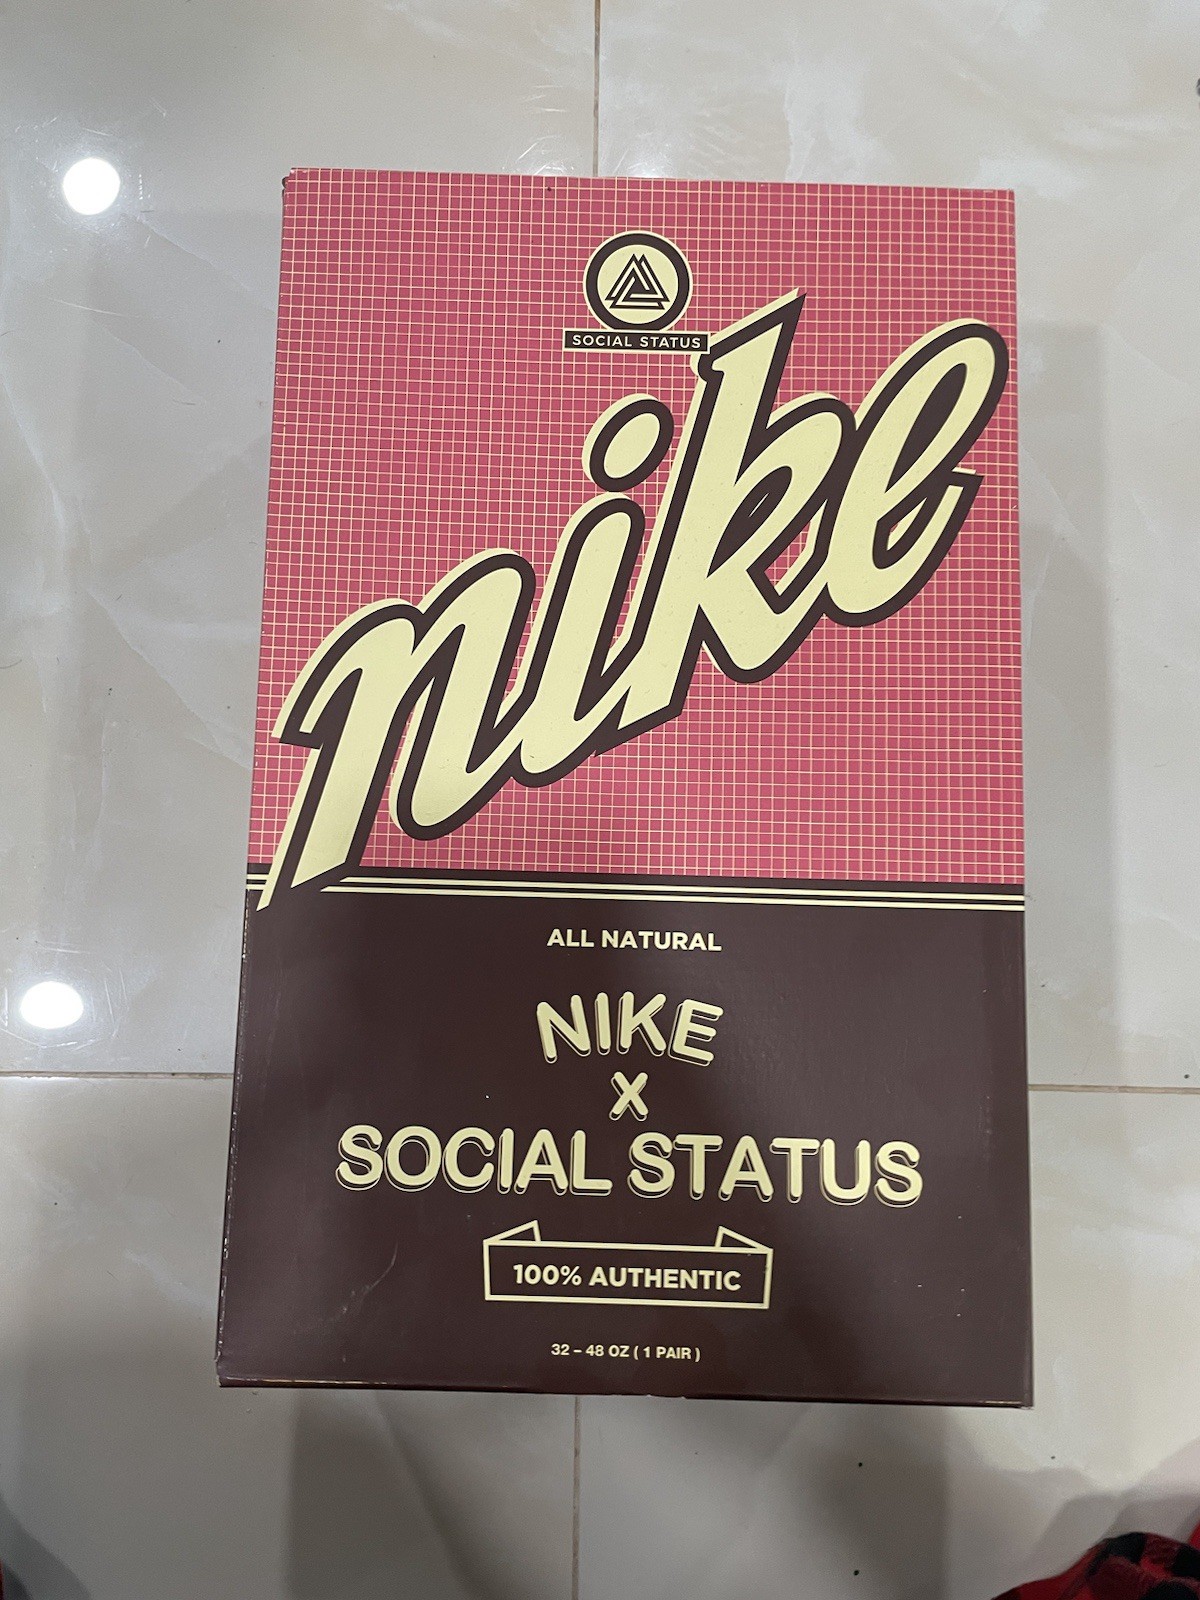 SOCIAL STATUS
nike
ALL NATURAL
NIKE
X
SOCIAL STATUS
100% AUTHENTIC
32 – 48 OZ ( 1 PAIR )